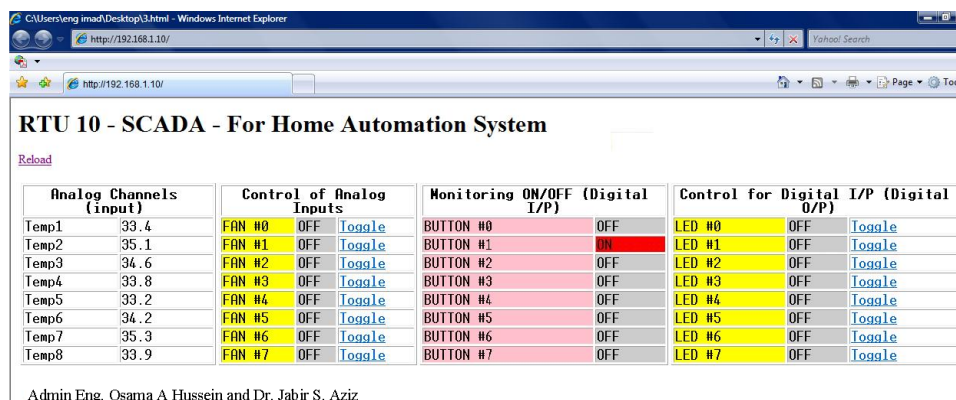 C:\Users\eng imad\Desktop\3.html - Windows Internet Explorer
http://192.168.1.10/
Yahoo! Search
http://192.168.1.10/
Page
RTU 10 - SCADA - For Home Automation System
Reload
Analog Channels (input) Control of Analog Inputs Monitoring ON/OFF (Digital I/P) Control for Digital I/P (Digital O/P)
Temp1 33.4 FAN #0 OFF Toggle BUTTON #0 OFF LED #0 OFF Toggle
Temp2 35.1 FAN #1 OFF Toggle BUTTON #1 ON LED #1 OFF Toggle
Temp3 34.6 FAN #2 OFF Toggle BUTTON #2 OFF LED #2 OFF Toggle
Temp4 33.8 FAN #3 OFF Toggle BUTTON #3 OFF LED #3 OFF Toggle
Temp5 33.2 FAN #4 OFF Toggle BUTTON #4 OFF LED #4 OFF Toggle
Temp6 34.2 FAN #5 OFF Toggle BUTTON #5 OFF LED #5 OFF Toggle
Temp7 35.3 FAN #6 OFF Toggle BUTTON #6 OFF LED #6 OFF Toggle
Temp8 33.9 FAN #7 OFF Toggle BUTTON #7 OFF LED #7 OFF Toggle
Admin Eng. Osama A Hussein and Dr. Jabir S. Aziz